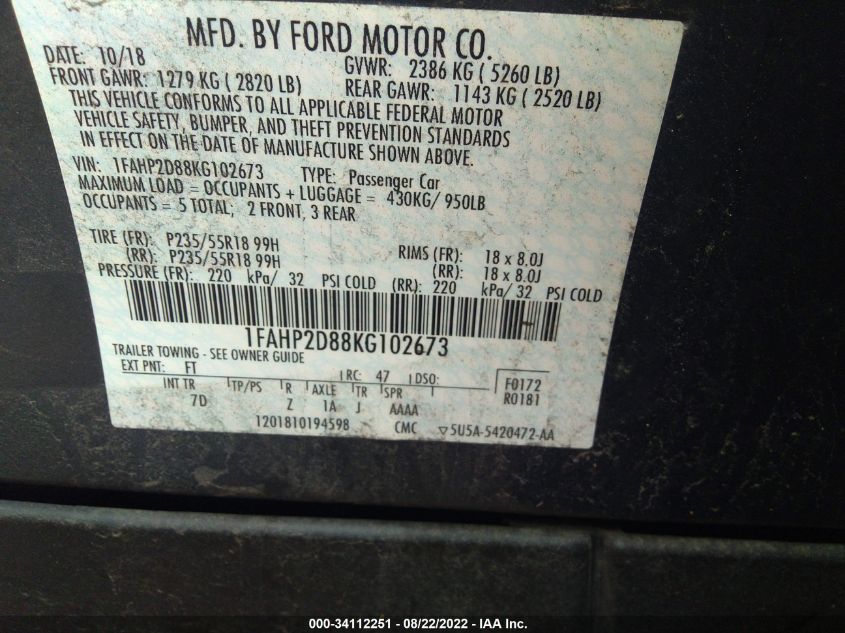 MFD. BY FORD MOTOR CO.
DATE: 10/18 GVWR: 2386 KG ( 5260 LB)
FRONT GAWR: 1279 KG ( 2820 LB) REAR GAWR: 1143 KG ( 2520 LB)
THIS VEHICLE CONFORMS TO ALL APPLICABLE FEDERAL MOTOR
VEHICLE SAFETY, BUMPER, AND THEFT PREVENTION STANDARDS
IN EFFECT ON THE DATE OF MANUFACTURE SHOWN ABOVE.
VIN: 1FAHP2D88KG102673 TYPE: Passenger Car
MAXIMUM LOAD = OCCUPANTS + LUGGAGE = 430KG/ 950LB
OCCUPANTS = 5 TOTAL; 2 FRONT, 3 REAR
TIRE (FR): P235/55R18 99H RIMS (FR): 18 x 8.0J
(RR): P235/55R18 99H (RR): 18 x 8.0J
PRESSURE (FR): 220 kPa/ 32 PSI COLD (RR): 220 kPa/ 32 PSI COLD
1FAHP2D88KG102673
TRAILER TOWING - SEE OWNER GUIDE
EXT PNT: FT RC: 47 DSO: F0172
INT TR TP/PS R AXLE TR SPR R0181
7D Z 1A J AAAA
1201810194598 CMC ▽5U5A-5420472-AA
000-34112251 - 08/22/2022 - IAA Inc.